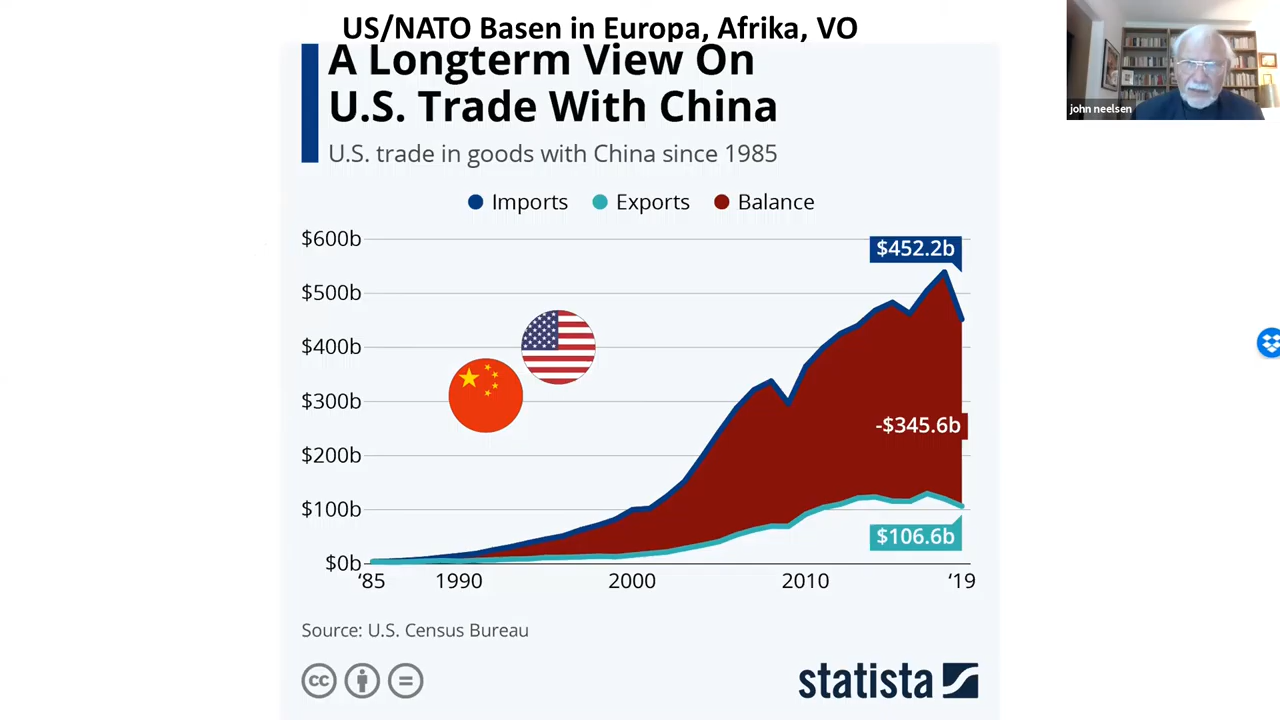 US/NATO Basen in Europa, Afrika, VO
A Longterm View On
U.S. Trade With China
U.S. trade in goods with China since 1985
Imports Exports Balance
$600b
$500b
$400b
$300b
$200b
$100b
$0b
$452.2b
-$345.6b
$106.6b
‘85 1990 2000 2010 ‘19
Source: U.S. Census Bureau
cc
statista
john neelsen